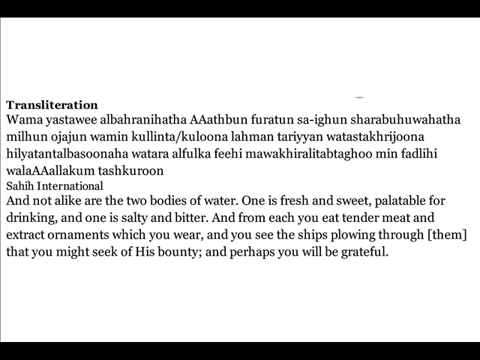 Transliteration
Wama yastawee albahranihatha AAathbun furatun sa-ighun sharabuhuwahatha
milhun ojajun wamin kullinta/kuloona lahman tariyyan watastakhrijoona
hilyatantalbasoonaha watara alfulka feehi mawakhiralitabtaghoo min fadlihi
walaAAallakum tashkuroon
Sahih International
And not alike are the two bodies of water. One is fresh and sweet, palatable for
drinking, and one is salty and bitter. And from each you eat tender meat and
extract ornaments which you wear, and you see the ships plowing through [them]
that you might seek of His bounty; and perhaps you will be grateful.